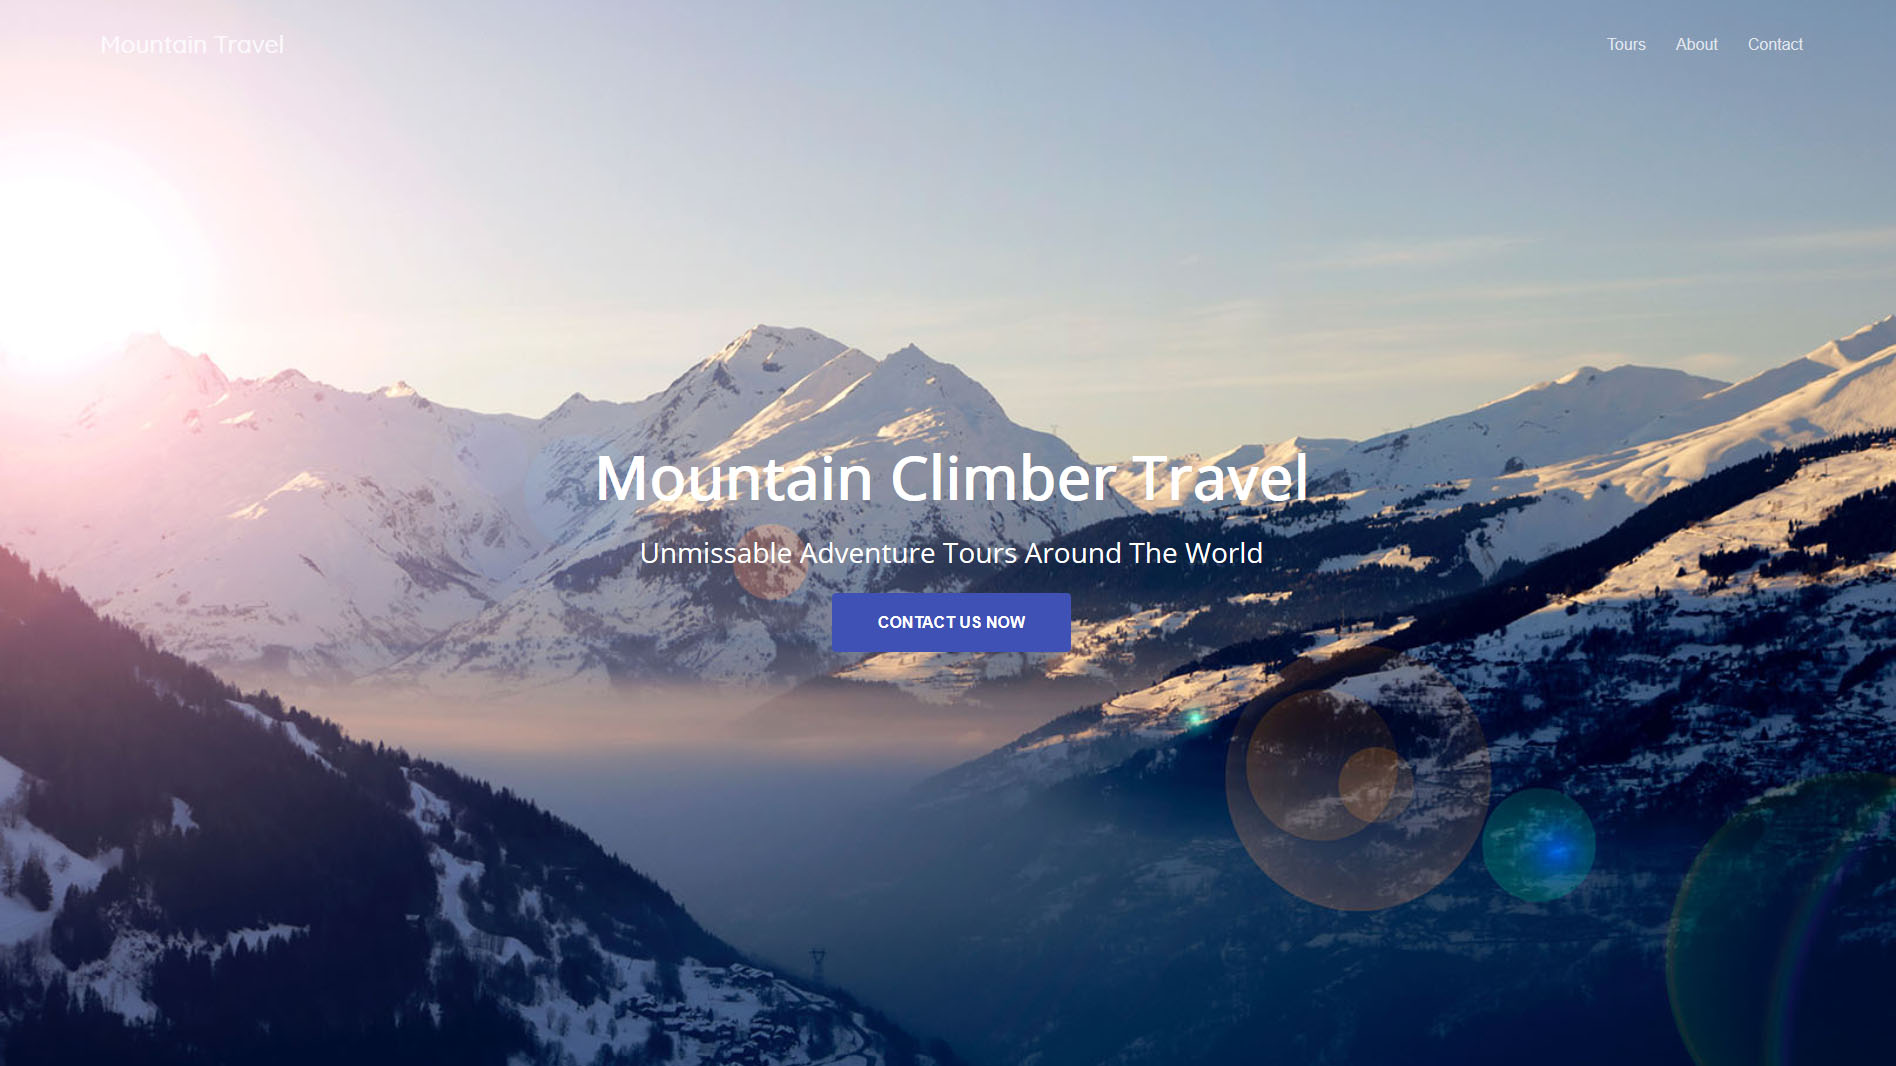 Mountain Travel
Tours About Contact
Mountain Climber Travel
Unmissable Adventure Tours Around The World
CONTACT US NOW